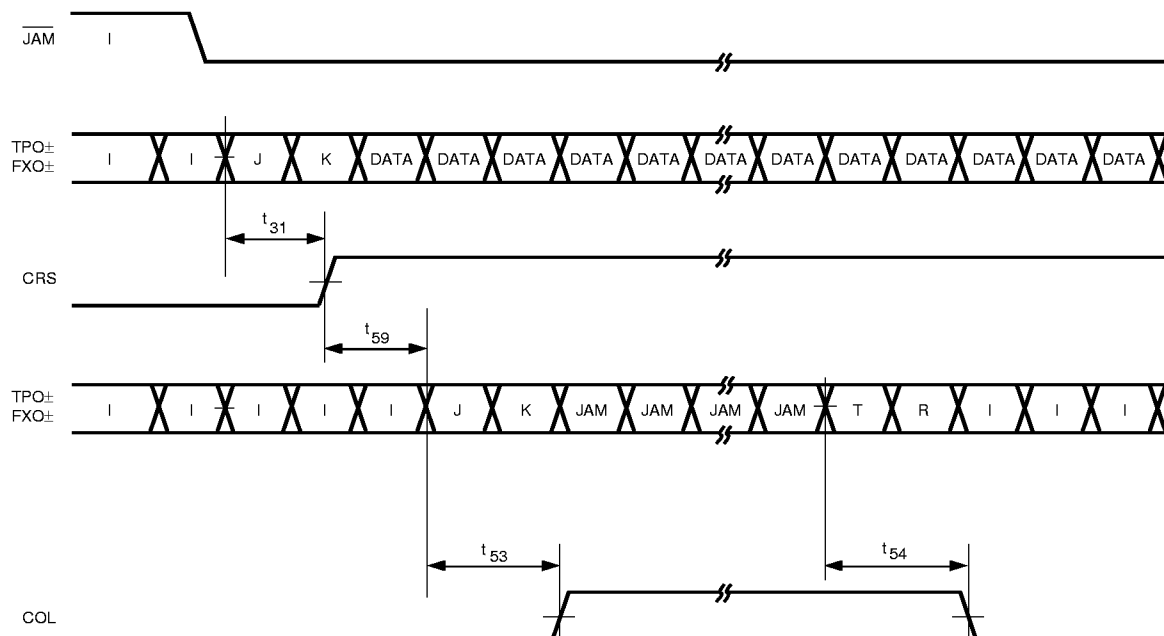 JAM
I
TPO±
FXO±
I I J K DATA DATA DATA DATA DATA DATA DATA DATA DATA DATA DATA DATA
t31
CRS
t59
TPO±
FXO±
I I I I I J K JAM JAM JAM JAM T R I I I
t53
t54
COL